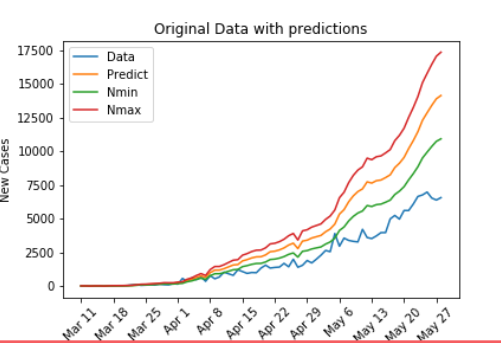 Original Data with predictions
17500
15000
12500
10000
7500
5000
2500
0
New Cases
Data
Predict
Nmin
Nmax
Mar 11
Mar 18
Mar 25
Apr 1
Apr 8
Apr 15
Apr 22
Apr 29
May 6
May 13
May 20
May 27